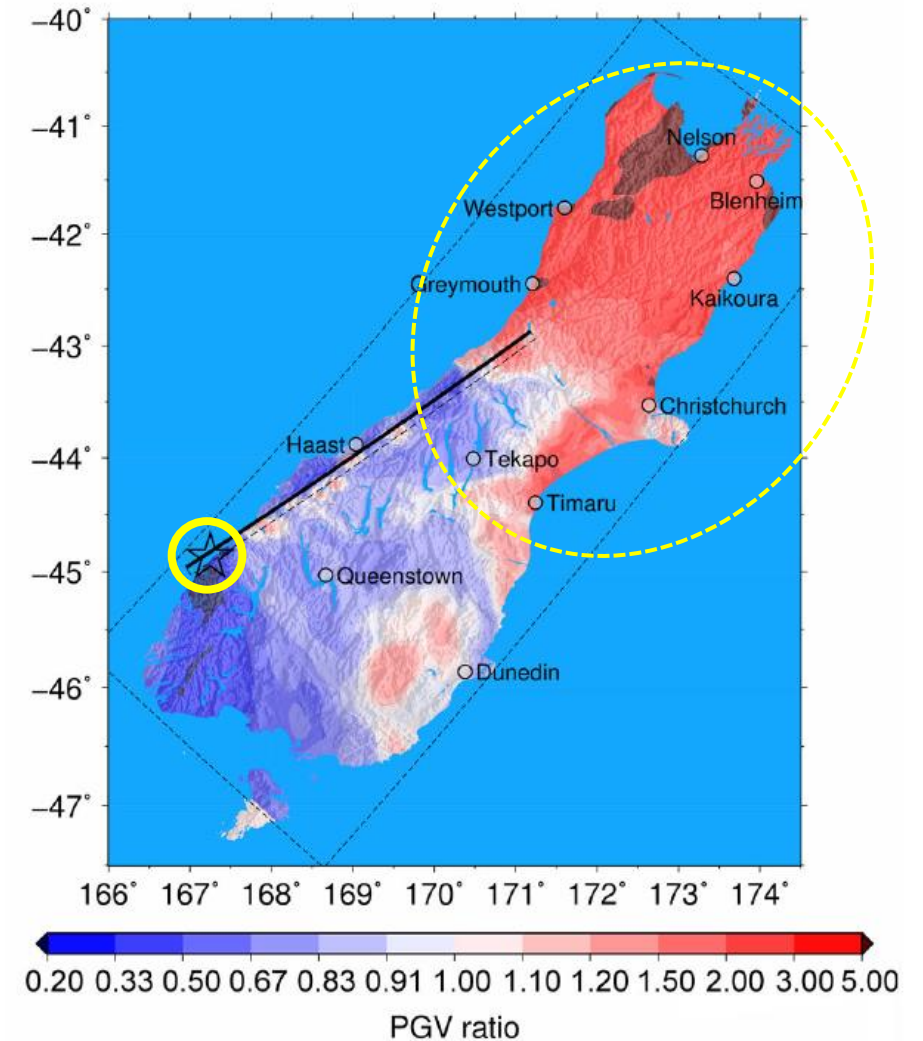 −40°
−41°
−42°
−43°
−44°
−45°
−46°
−47°
Nelson
Blenheim
Westport
Greymouth
Kaikoura
Christchurch
Haast
Tekapo
Timaru
Queenstown
Dunedin
166° 167° 168° 169° 170° 171° 172° 173° 174°
0.20 0.33 0.50 0.67 0.83 0.91 1.00 1.10 1.20 1.50 2.00 3.00 5.00
PGV ratio